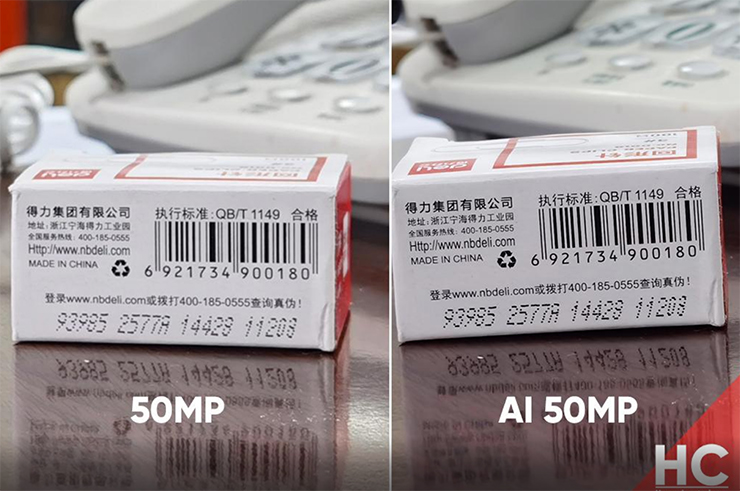 deli
得力集团有限公司
地址:浙江宁海得力工业园
全国服务热线: 400-185-0555
Http://www.nbdeli.com
MADE IN CHINA
执行标准:QB/T 1149 合格
6 921734 900180
登录www.nbdeli.com或拨打400-185-0555查询真伪!
93985 2577A 14428 11208
50MP
deli
回形针
得力集团有限公司
地址:浙江宁海得力工业园
全国服务热线: 400-185-0555
Http://www.nbdeli.com
MADE IN CHINA
执行标准:QB/T 1149 合格
6 921734 900180
登录www.nbdeli.com或拨打400-185-0555查询真伪!
93985 2577A 14428 11208
AI 50MP
HC